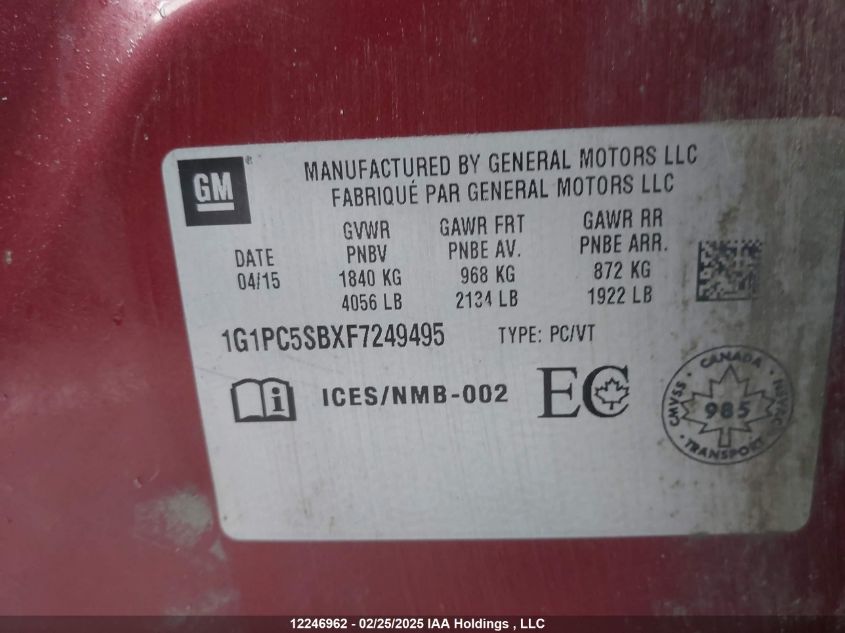 GM
MANUFACTURED BY GENERAL MOTORS LLC
FABRIQUÉ PAR GENERAL MOTORS LLC
DATE
04/15
GVWR
PNBV
1840 KG
4056 LB
GAWR FRT
PNBE AV.
968 KG
2134 LB
GAWR RR
PNBE ARR.
872 KG
1922 LB
1G1PC5SBXF7249495 TYPE: PC/VT
i ICES/NMB-002 EC
CANADA
CMVSS 985 NSVAC
TRANSPORT
12246962 - 02/25/2025 IAA Holdings , LLC